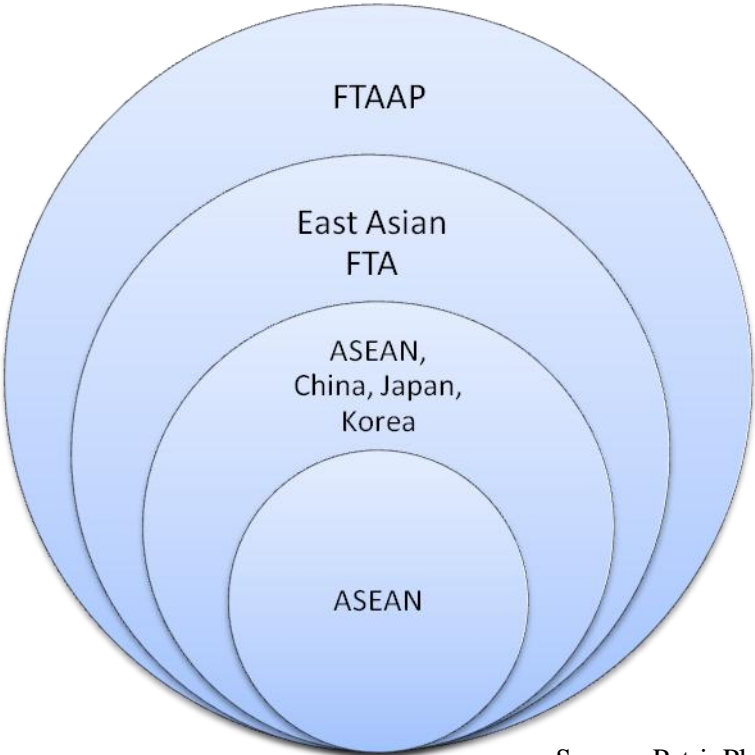 FTAAP
East Asian
FTA
ASEAN,
China, Japan,
Korea
ASEAN